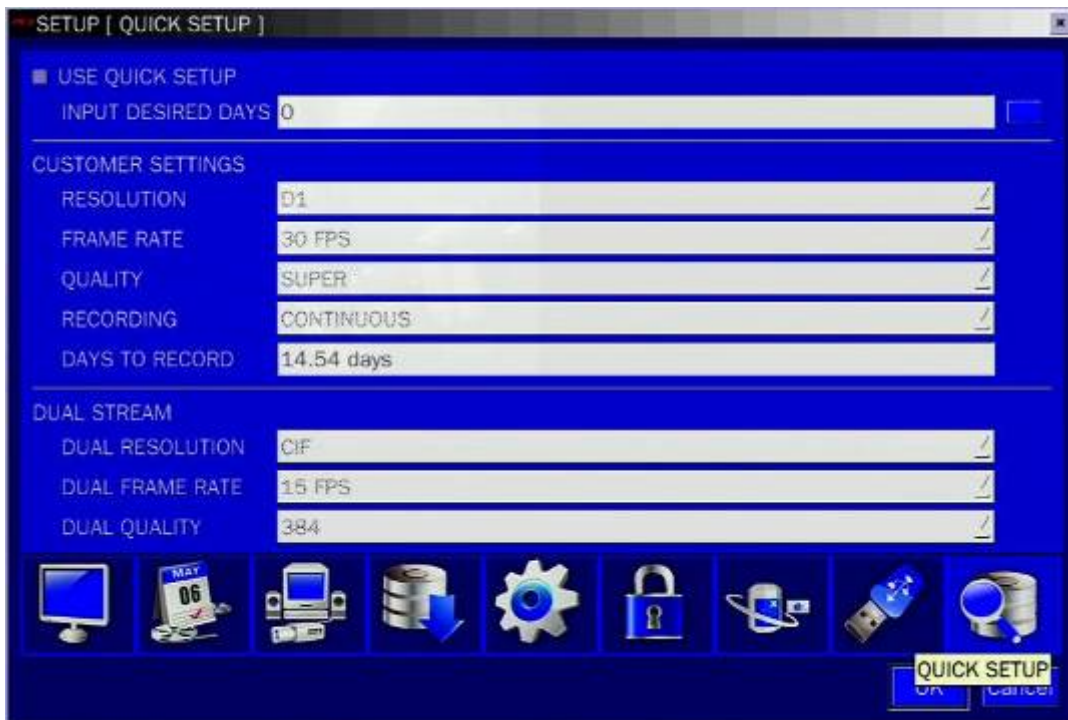 SETUP [ QUICK SETUP ]
USE QUICK SETUP
INPUT DESIRED DAYS 0
CUSTOMER SETTINGS
RESOLUTION D1
FRAME RATE 30 FPS
QUALITY SUPER
RECORDING CONTINUOUS
DAYS TO RECORD 14.54 days
DUAL STREAM
DUAL RESOLUTION CIF
DUAL FRAME RATE 15 FPS
DUAL QUALITY 384
MAY
06
QUICK SETUP
OK Cancel